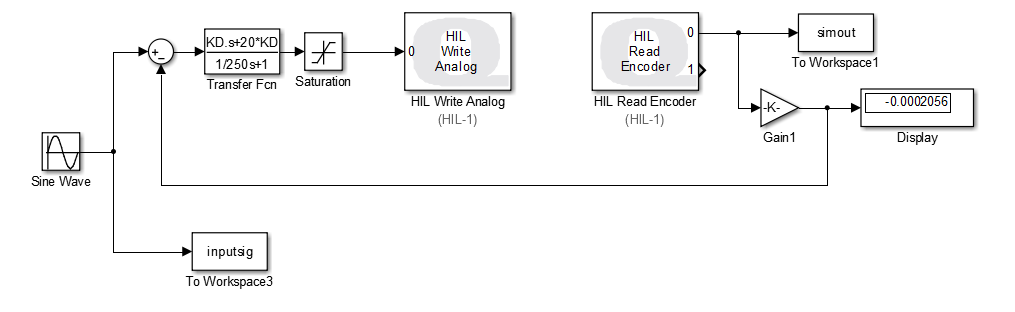 KD.s+20*KD
1/250s+1
Transfer Fcn
Saturation
0
HIL
Write
Analog
HIL Write Analog
(HIL-1)
HIL
Read
Encoder
0
1
HIL Read Encoder
(HIL-1)
simout
To Workspace1
-K-
Gain1
-0.0002056
Display
Sine Wave
inputsig
To Workspace3